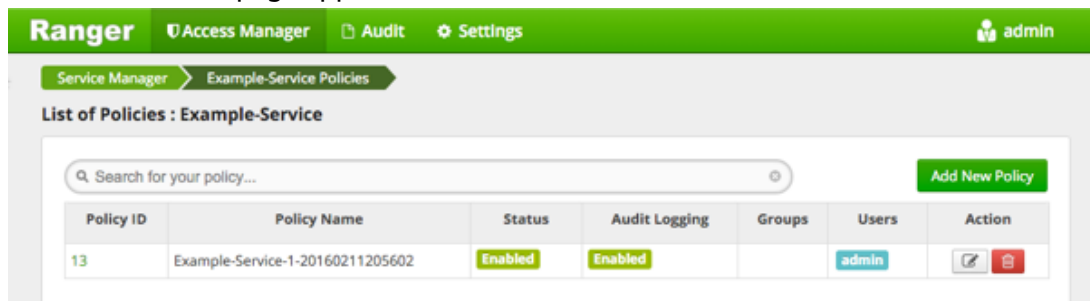 Ranger Access Manager Audit Settings admin
Service Manager Example-Service Policies
List of Policies : Example-Service
Search for your policy...
Add New Policy
Policy ID Policy Name Status Audit Logging Groups Users Action
13 Example-Service-1-20160211205602 Enabled Enabled admin